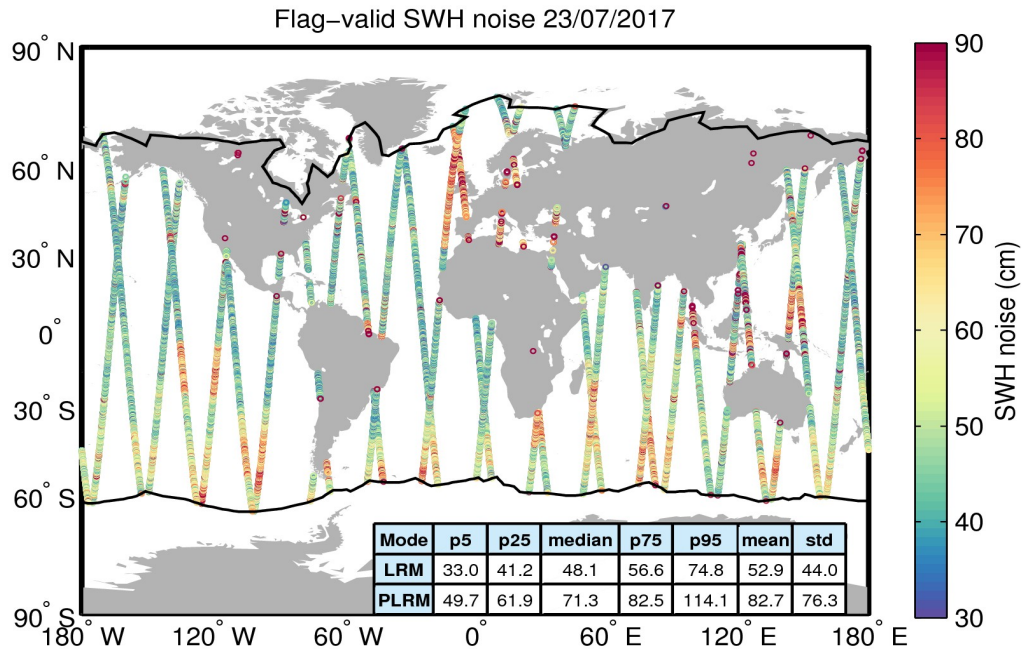 Flag−valid SWH noise 23/07/2017
90° N
60° N
30° N
0°
30° S
60° S
90° S
180° W 120° W 60° W 0° 60° E 120° E 180° E
Mode p5 p25 median p75 p95 mean std
LRM 33.0 41.2 48.1 56.6 74.8 52.9 44.0
PLRM 49.7 61.9 71.3 82.5 114.1 82.7 76.3
90
80
70
60
50
40
30
SWH noise (cm)